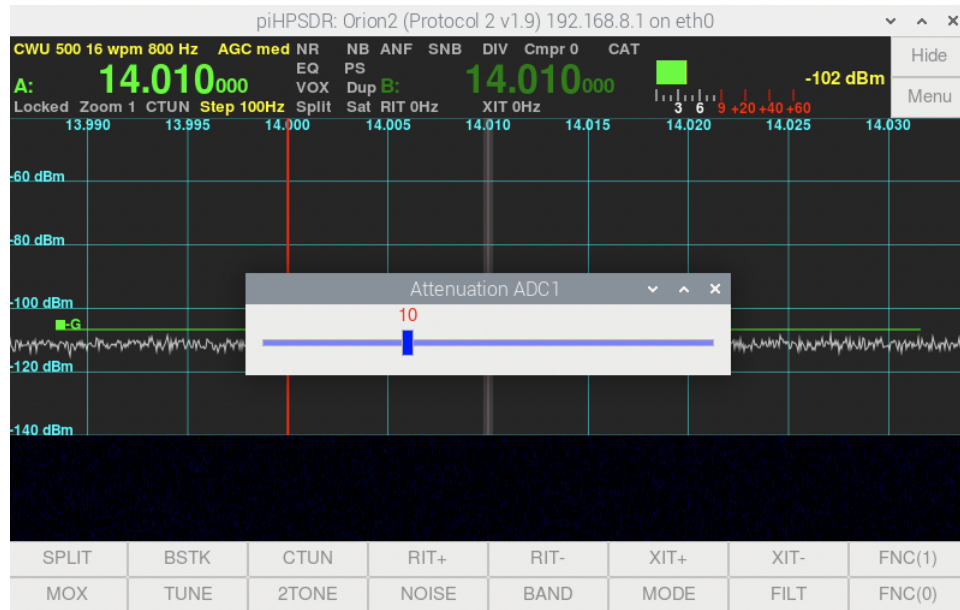 piHPSDR: Orion2 (Protocol 2 v1.9) 192.168.8.1 on eth0
CWU 500 16 wpm 800 Hz AGC med NR NB ANF SNB DIV Cmpr 0 CAT
EQ PS
A: 14.010000 VOX Dup B: 14.010000 -102 dBm
Locked Zoom 1 CTUN Step 100Hz Split Sat RIT 0Hz XIT 0Hz 3 6 9 +20 +40 +60
Hide
Menu
13.990 13.995 14.000 14.005 14.010 14.015 14.020 14.025 14.030
-60 dBm
-80 dBm
-100 dBm
-G
-120 dBm
-140 dBm
Attenuation ADC1
10
SPLIT BSTK CTUN RIT+ RIT- XIT+ XIT- FNC(1)
MOX TUNE 2TONE NOISE BAND MODE FILT FNC(0)